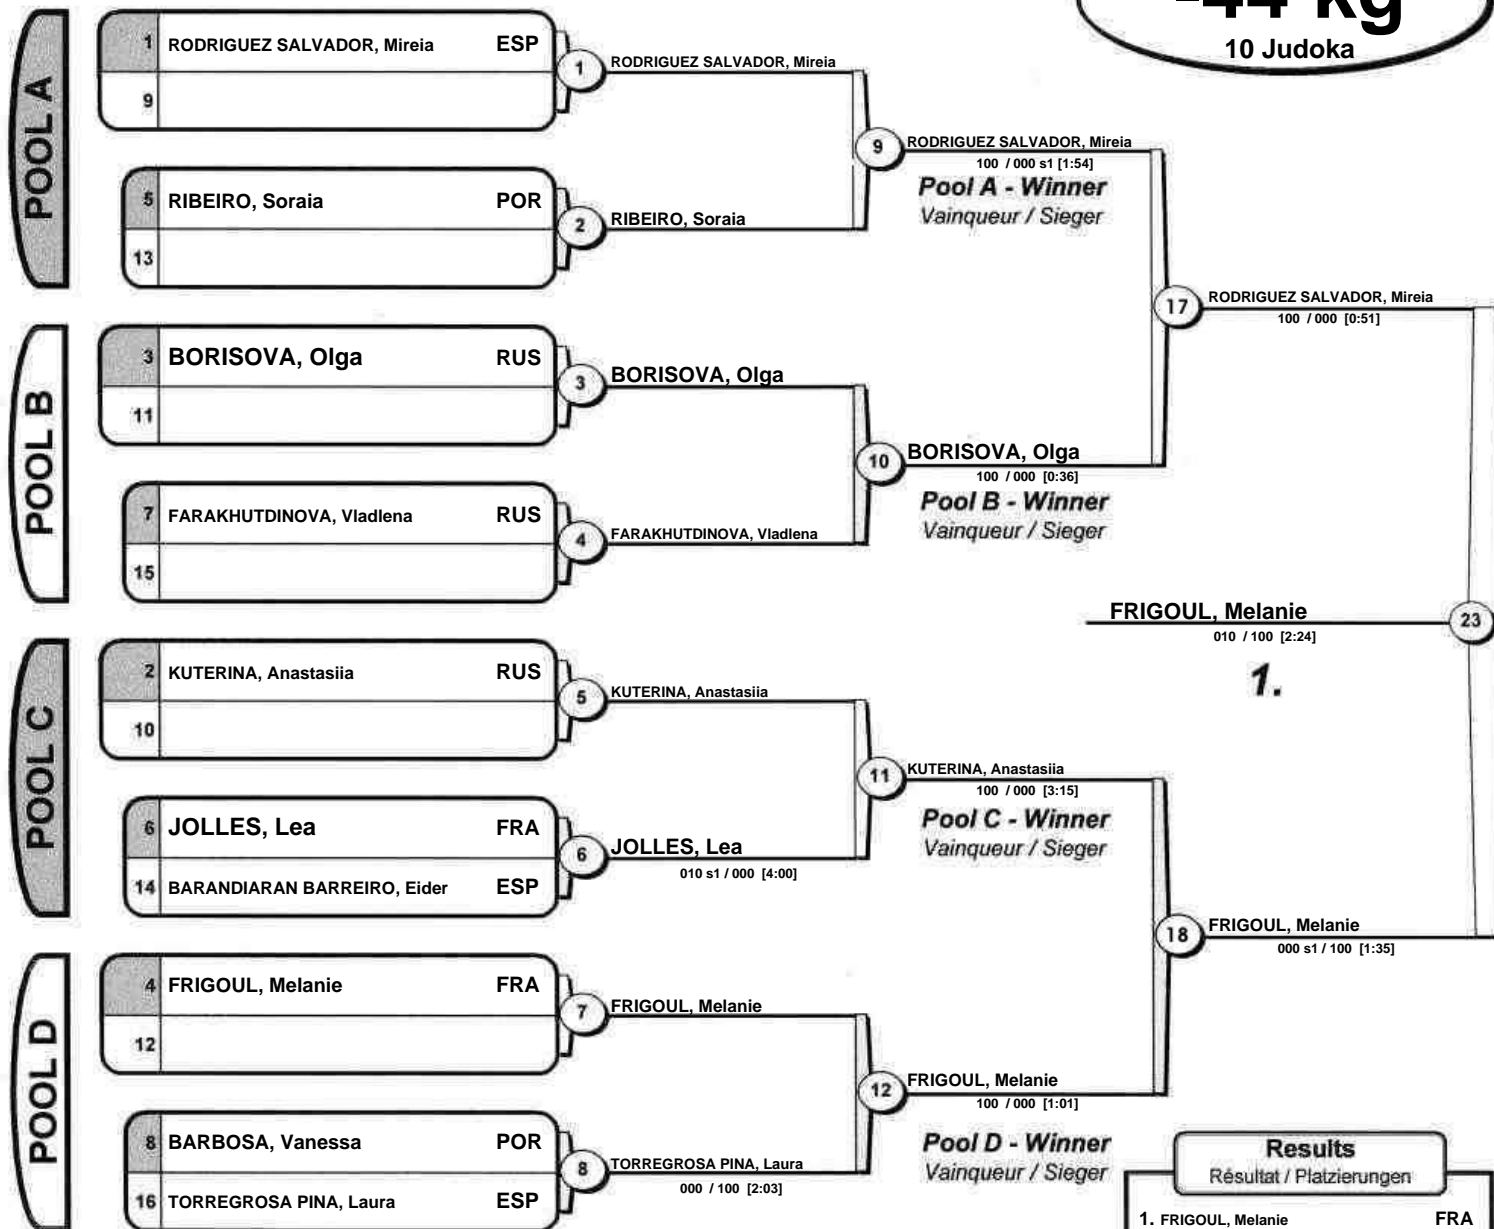 -44 kg
10 Judoka
POOL A
1 RODRIGUEZ SALVADOR, Mireia ESP
9
1 RODRIGUEZ SALVADOR, Mireia
5 RIBEIRO, Soraia POR
13
2 RIBEIRO, Soraia
9 RODRIGUEZ SALVADOR, Mireia
100 / 000 s1 [1:54]
Pool A - Winner
Vainqueur / Sieger
POOL B
3 BORISOVA, Olga RUS
11
3 BORISOVA, Olga
7 FARAKHUTDINOVA, Vladlena RUS
15
4 FARAKHUTDINOVA, Vladlena
10 BORISOVA, Olga
100 / 000 [0:36]
Pool B - Winner
Vainqueur / Sieger
17 RODRIGUEZ SALVADOR, Mireia
100 / 000 [0:51]
FRIGOUL, Melanie 23
010 / 100 [2:24]
1.
POOL C
2 KUTERINA, Anastasiia RUS
10
5 KUTERINA, Anastasiia
6 JOLLES, Lea FRA
14 BARANDIARAN BARREIRO, Eider ESP
6 JOLLES, Lea
010 s1 / 000 [4:00]
11 KUTERINA, Anastasiia
100 / 000 [3:15]
Pool C - Winner
Vainqueur / Sieger
18 FRIGOUL, Melanie
000 s1 / 100 [1:35]
POOL D
4 FRIGOUL, Melanie FRA
12
7 FRIGOUL, Melanie
8 BARBOSA, Vanessa POR
16 TORREGROSA PINA, Laura ESP
8 TORREGROSA PINA, Laura
000 / 100 [2:03]
12 FRIGOUL, Melanie
100 / 000 [1:01]
Pool D - Winner
Vainqueur / Sieger
Results
Résultat / Platzierungen
1. FRIGOUL, Melanie FRA